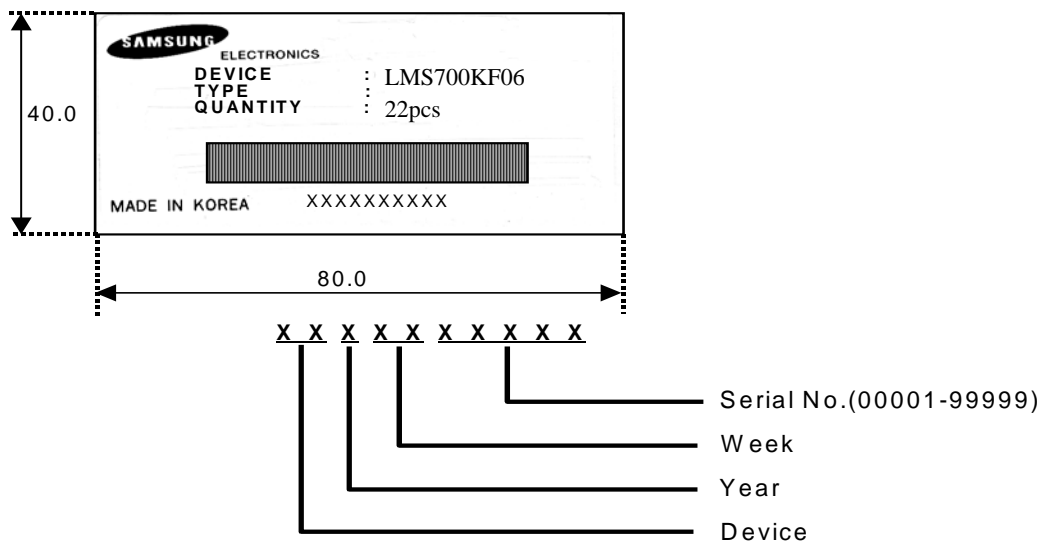 SAMSUNG
ELECTRONICS
DEVICE : LMS700KF06
TYPE :
QUANTITY : 22pcs
40.0
MADE IN KOREA XXXXXXXXXX
80.0
X X X X X X X X X X
Serial No.(00001-99999)
Week
Year
Device